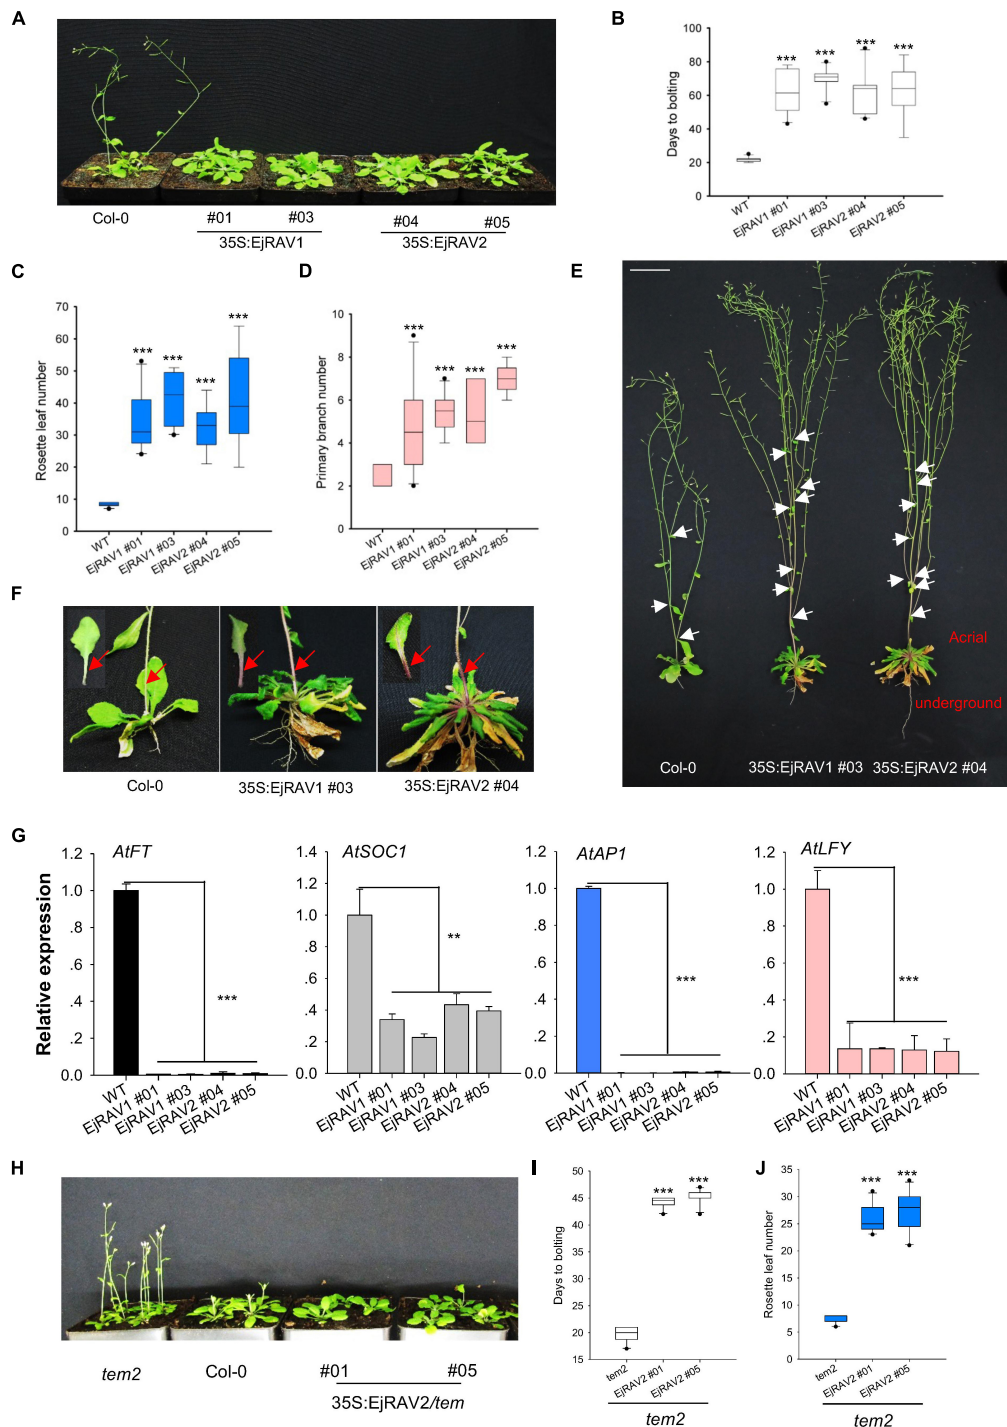 A
Col-0
#01
#03
35S:EjRAV1
#04
#05
35S:EjRAV2
B
Days to bolting
100
80
60
40
20
0
***
***
***
***
WT
EjRAV1 #01
EjRAV1 #03
EjRAV2 #04
EjRAV2 #05
C
Rosette leaf number
70
60
50
40
30
20
10
0
***
***
***
***
WT
EjRAV1 #01
EjRAV1 #03
EjRAV2 #04
EjRAV2 #05
D
Primary branch number
10
8
6
4
2
0
***
***
***
***
WT
EjRAV1 #01
EjRAV1 #03
EjRAV2 #04
EjRAV2 #05
E
Acrial
underground
Col-0
35S:EjRAV1 #03
35S:EjRAV2 #04
F
Col-0
35S:EjRAV1 #03
35S:EjRAV2 #04
G
Relative expression
AtFT
1.2
1.0
.8
.6
.4
.2
0.0
***
WT
EjRAV1 #01
EjRAV1 #03
EjRAV2 #04
EjRAV2 #05
AtSOC1
1.4
1.2
1.0
.8
.6
.4
.2
0.0
**
WT
EjRAV1 #01
EjRAV1 #03
EjRAV2 #04
EjRAV2 #05
AtAP1
1.2
1.0
.8
.6
.4
.2
0.0
***
WT
EjRAV1 #01
EjRAV1 #03
EjRAV2 #04
EjRAV2 #05
AtLFY
1.2
1.0
.8
.6
.4
.2
0.0
***
WT
EjRAV1 #01
EjRAV1 #03
EjRAV2 #04
EjRAV2 #05
H
tem2
Col-0
#01
#05
35S:EjRAV2/tem
I
Days to bolting
50
45
40
35
30
25
20
15
***
***
tem2
EjRAV2 #01
EjRAV2 #05
tem2
J
Rosette leaf number
35
30
25
20
15
10
5
0
***
***
tem2
EjRAV2 #01
EjRAV2 #05
tem2